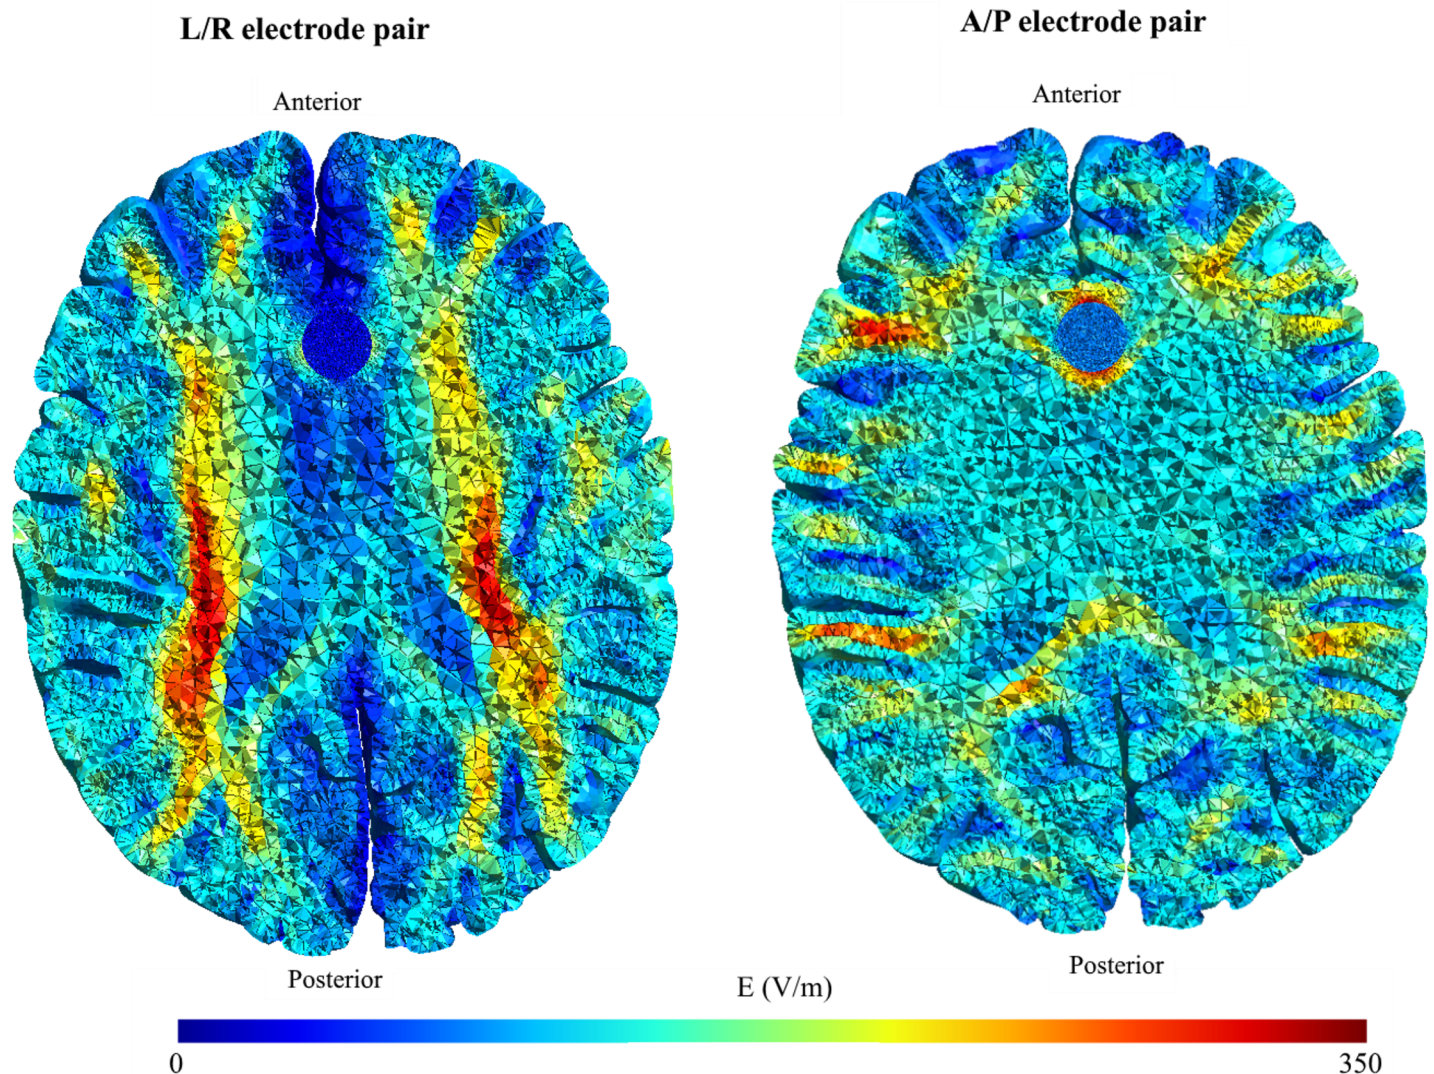 L/R electrode pair
A/P electrode pair
Anterior
Anterior
Posterior
Posterior
E (V/m)
0
350